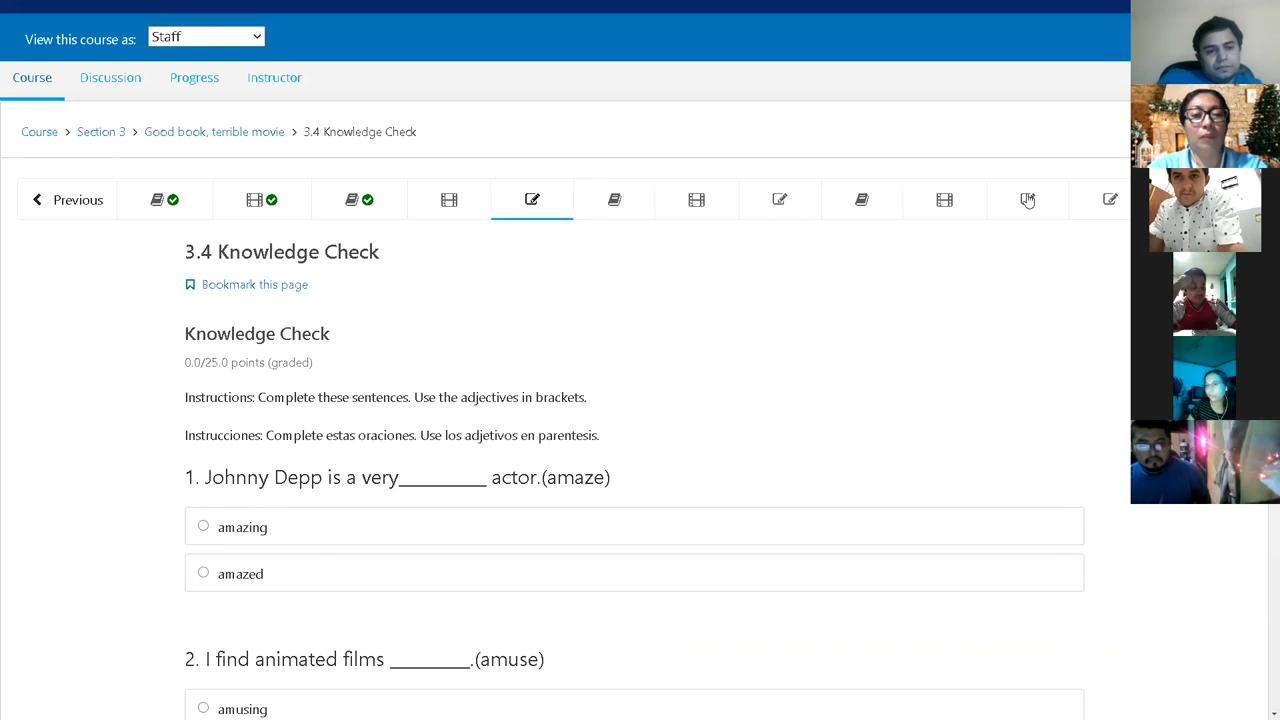 View this course as: Staff
Course Discussion Progress Instructor
Course > Section 3 > Good book, terrible movie > 3.4 Knowledge Check
Previous
3.4 Knowledge Check
Bookmark this page
Knowledge Check
0.0/25.0 points (graded)
Instructions: Complete these sentences. Use the adjectives in brackets.
Instrucciones: Complete estas oraciones. Use los adjetivos en parentesis.
1. Johnny Depp is a very_________ actor.(amaze)
amazing
amazed
2. I find animated films ________.(amuse)
amusing